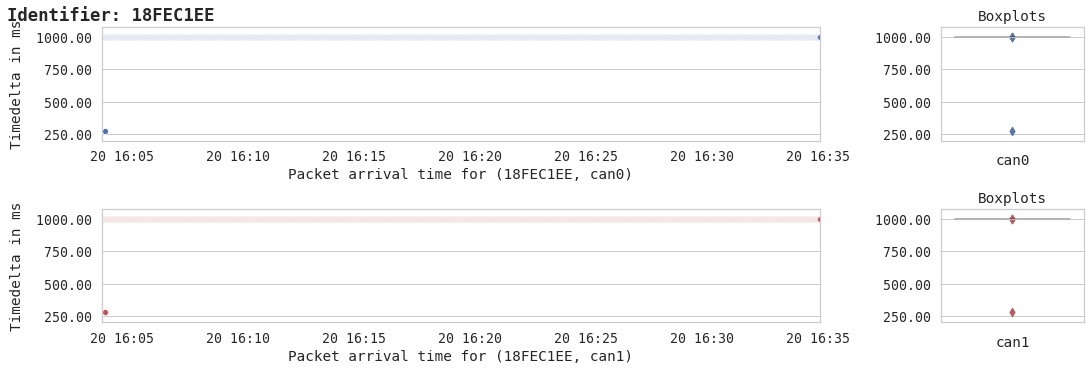 Identifier: 18FEC1EE
Timedelta in ms
1000.00
750.00
500.00
250.00
20 16:05 20 16:10 20 16:15 20 16:20 20 16:25 20 16:30 20 16:35
Packet arrival time for (18FEC1EE, can0)
Boxplots
1000.00
750.00
500.00
250.00
can0
Timedelta in ms
1000.00
750.00
500.00
250.00
20 16:05 20 16:10 20 16:15 20 16:20 20 16:25 20 16:30 20 16:35
Packet arrival time for (18FEC1EE, can1)
Boxplots
1000.00
750.00
500.00
250.00
can1